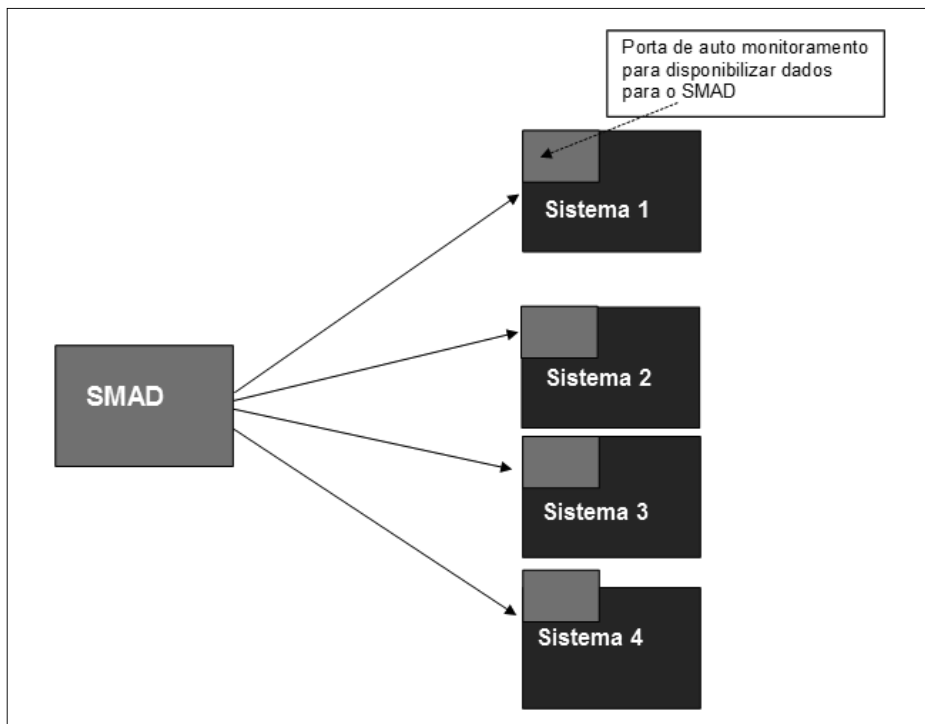 Porta de auto monitoramento
para disponibilizar dados
para o SMAD
Sistema 1
SMAD
Sistema 2
Sistema 3
Sistema 4